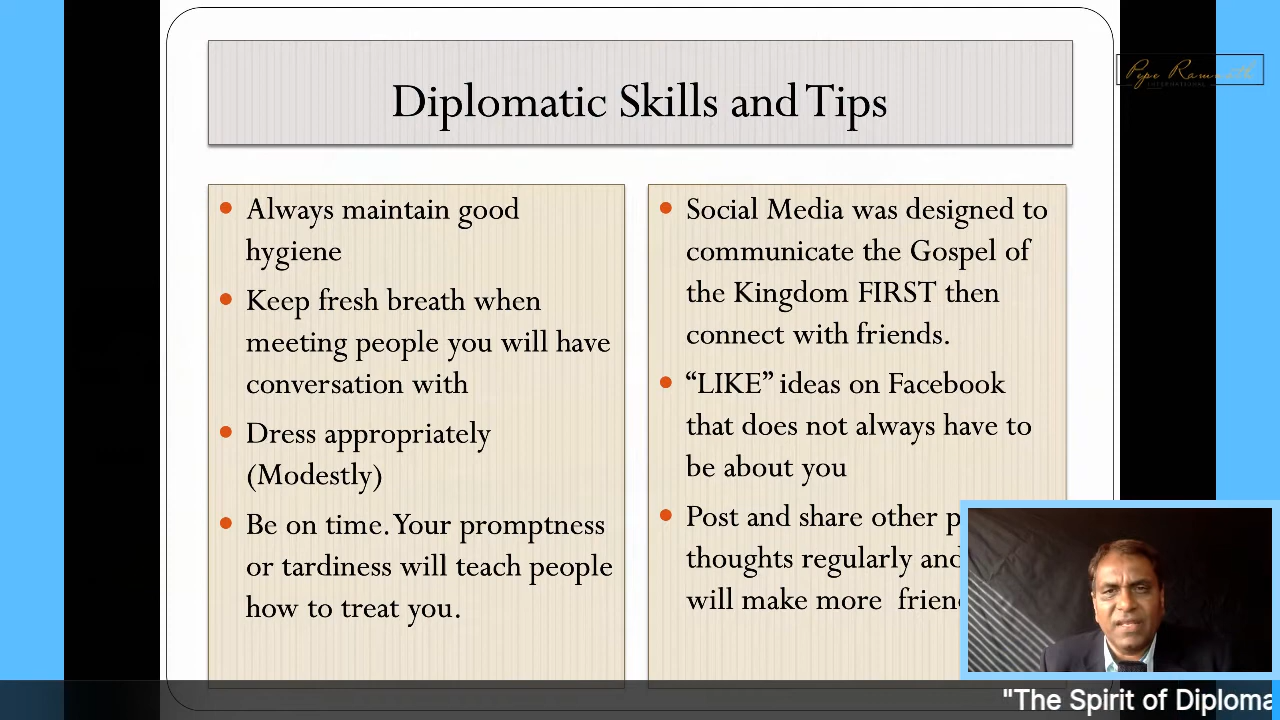 Diplomatic Skills and Tips
Pepe Ramnath
INTERNATIONAL
Always maintain good
hygiene
Keep fresh breath when
meeting people you will have
conversation with
Dress appropriately
(Modestly)
Be on time. Your promptness
or tardiness will teach people
how to treat you.
Social Media was designed to
communicate the Gospel of
the Kingdom FIRST then
connect with friends.
“LIKE” ideas on Facebook
that does not always have to
be about you
Post and share other p
thoughts regularly and
will make more frien
"The Spirit of Diploma